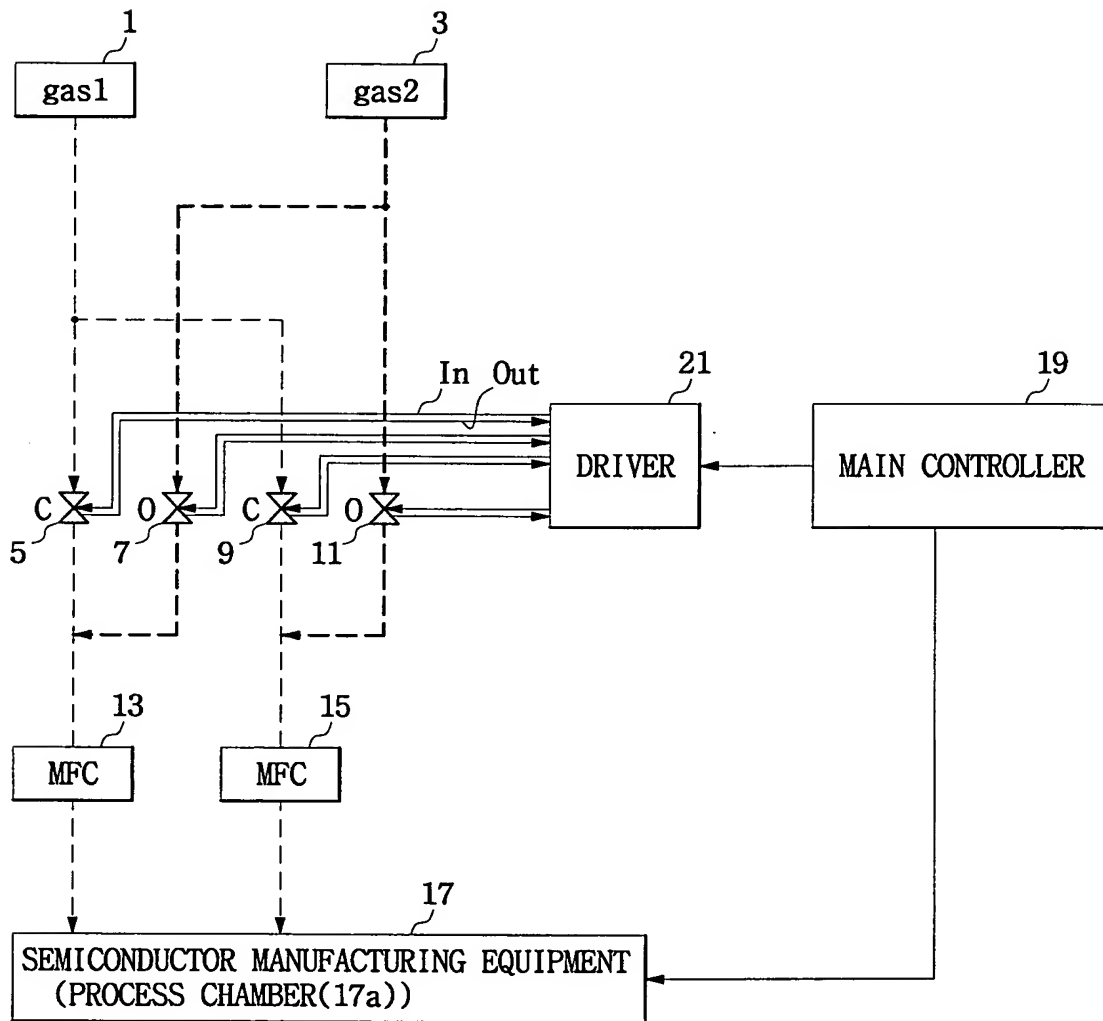 1
3
gas1
gas2
In Out
21
19
DRIVER
MAIN CONTROLLER
C
O
C
O
5
7
9
11
13
15
MFC
MFC
17
SEMICONDUCTOR MANUFACTURING EQUIPMENT
(PROCESS CHAMBER(17a))